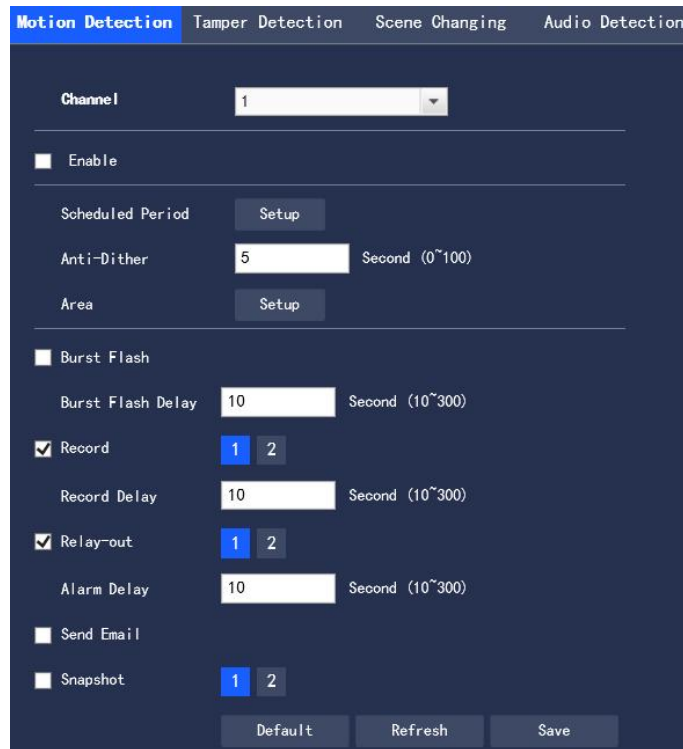 Motion Detection Tamper Detection Scene Changing Audio Detection
Channel 1
Enable
Scheduled Period Setup
Anti-Dither 5 Second (0~100)
Area Setup
Burst Flash
Burst Flash Delay 10 Second (10~300)
Record 1 2
Record Delay 10 Second (10~300)
Relay-out 1 2
Alarm Delay 10 Second (10~300)
Send Email
Snapshot 1 2
Default Refresh Save